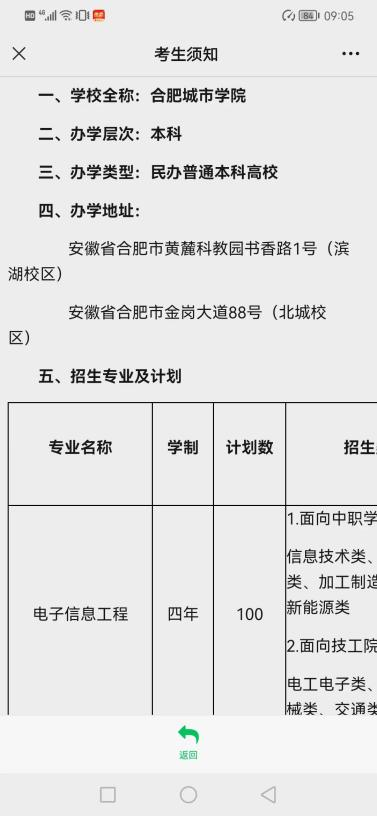 HD 4G 84 09:05
考生须知
一、学校全称：合肥城市学院
二、办学层次：本科
三、办学类型：民办普通本科高校
四、办学地址：
安徽省合肥市黄麓科教园书香路1号（滨
湖校区）
安徽省合肥市金岗大道88号（北城校
区）
五、招生专业及计划
专业名称 学制 计划数 招生
1.面向中职学
信息技术类、
类、加工制造
电子信息工程 四年 100 新能源类
2.面向技工院
电工电子类、
械类、交通类
返回